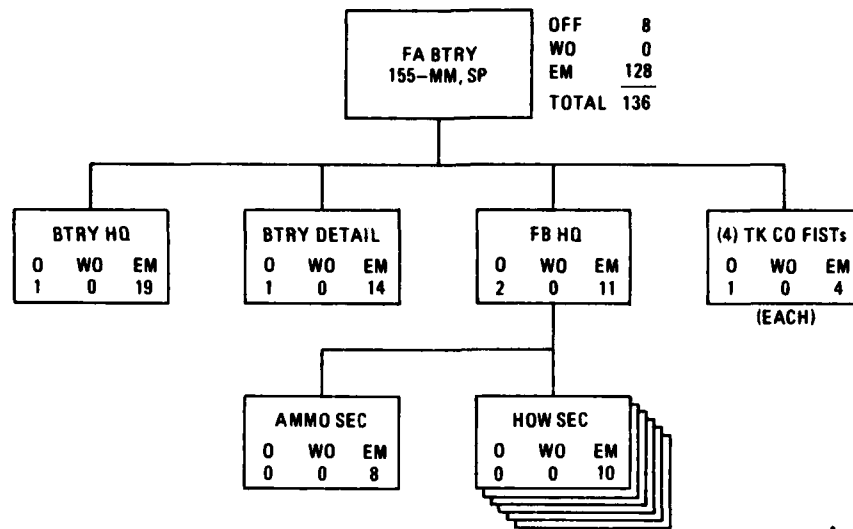 FA BTRY
155-MM, SP
OFF 8
WO 0
EM 128
TOTAL 136
BTRY HQ
O WO EM
1 0 19
BTRY DETAIL
O WO EM
1 0 14
FB HQ
O WO EM
2 0 11
(4) TK CO FISTs
O WO EM
1 0 4
(EACH)
AMMO SEC
O WO EM
0 0 8
HOW SEC
O WO EM
0 0 10